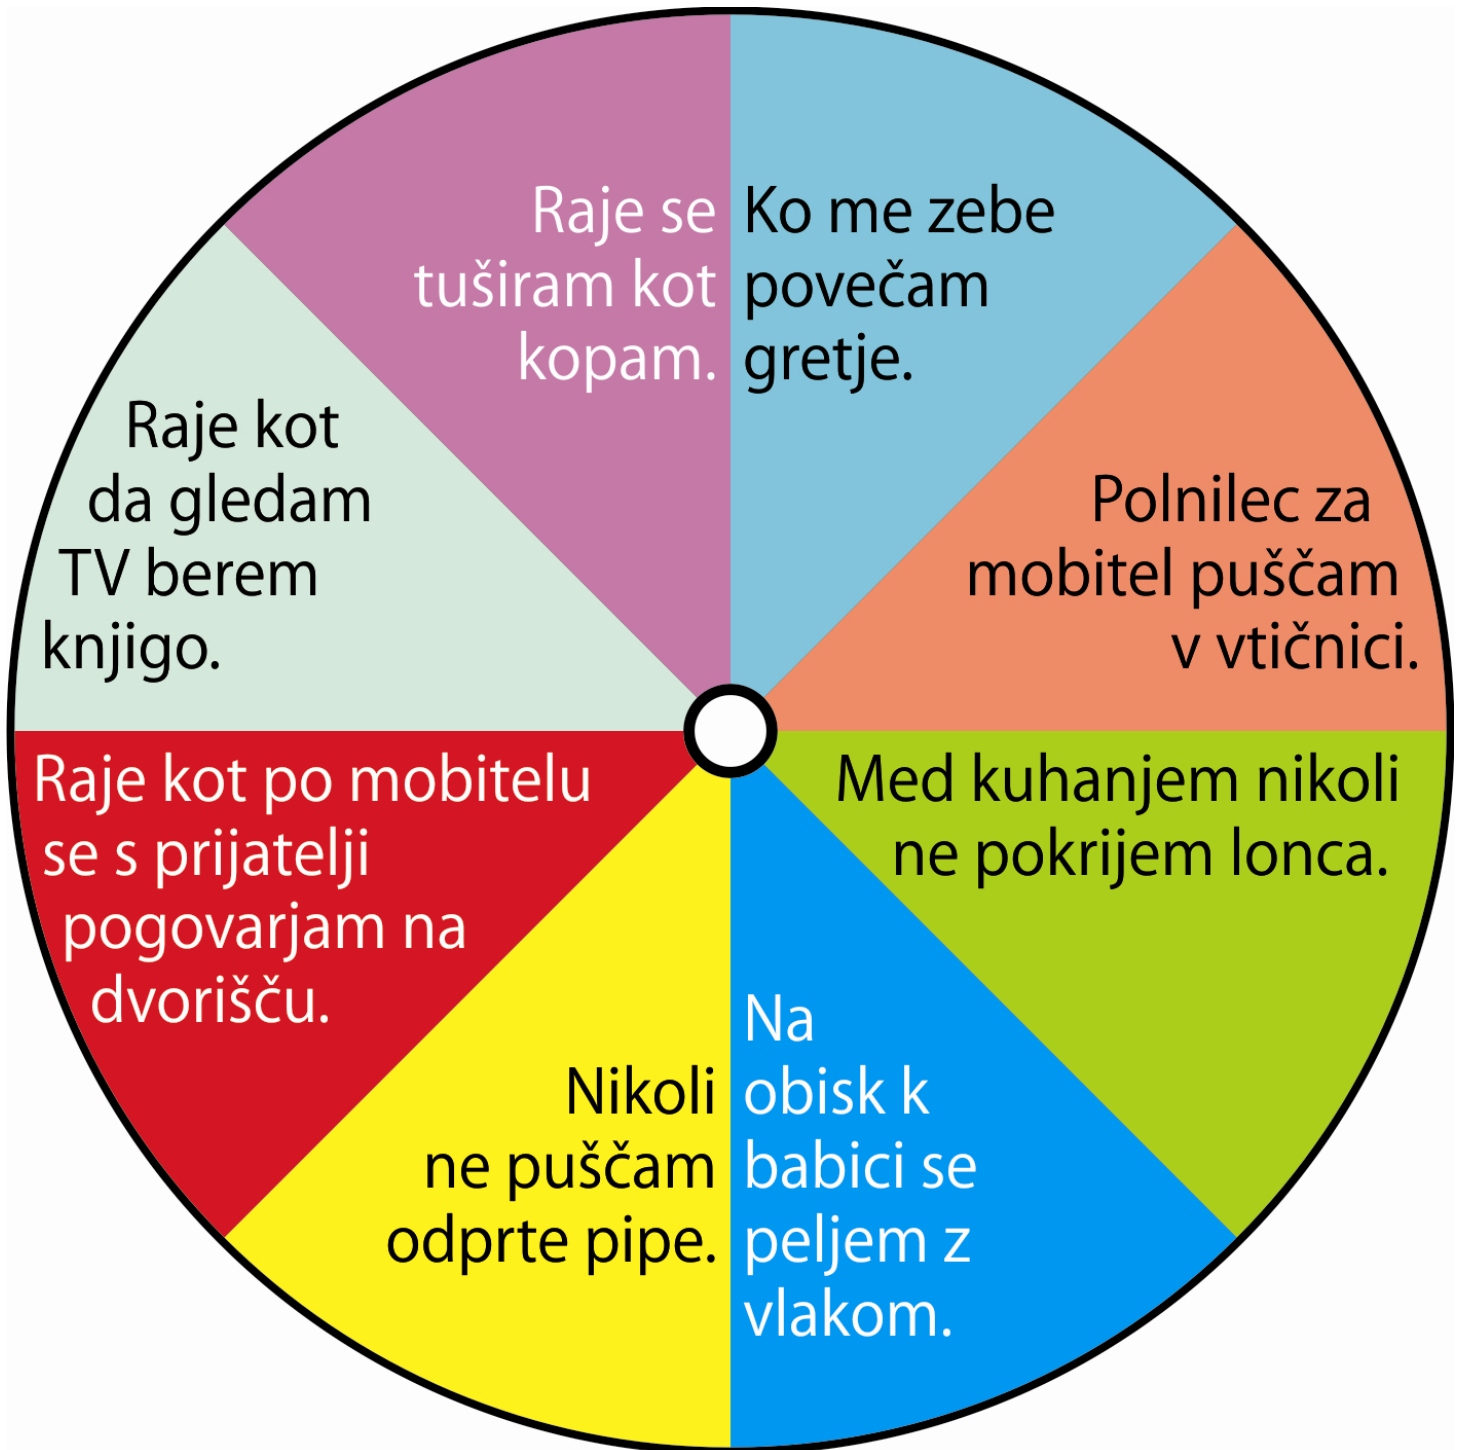 Raje se
tuširam kot
kopam.
Ko me zebe
povečam
gretje.
Polnilec za
mobitel puščam
v vtičnici.
Med kuhanjem nikoli
ne pokrijem lonca.
Na
obisk k
babici se
peljem z
vlakom.
Nikoli
ne puščam
odprte pipe.
Raje kot po mobitelu
se s prijatelji
pogovarjam na
dvorišču.
Raje kot
da gledam
TV berem
knjigo.